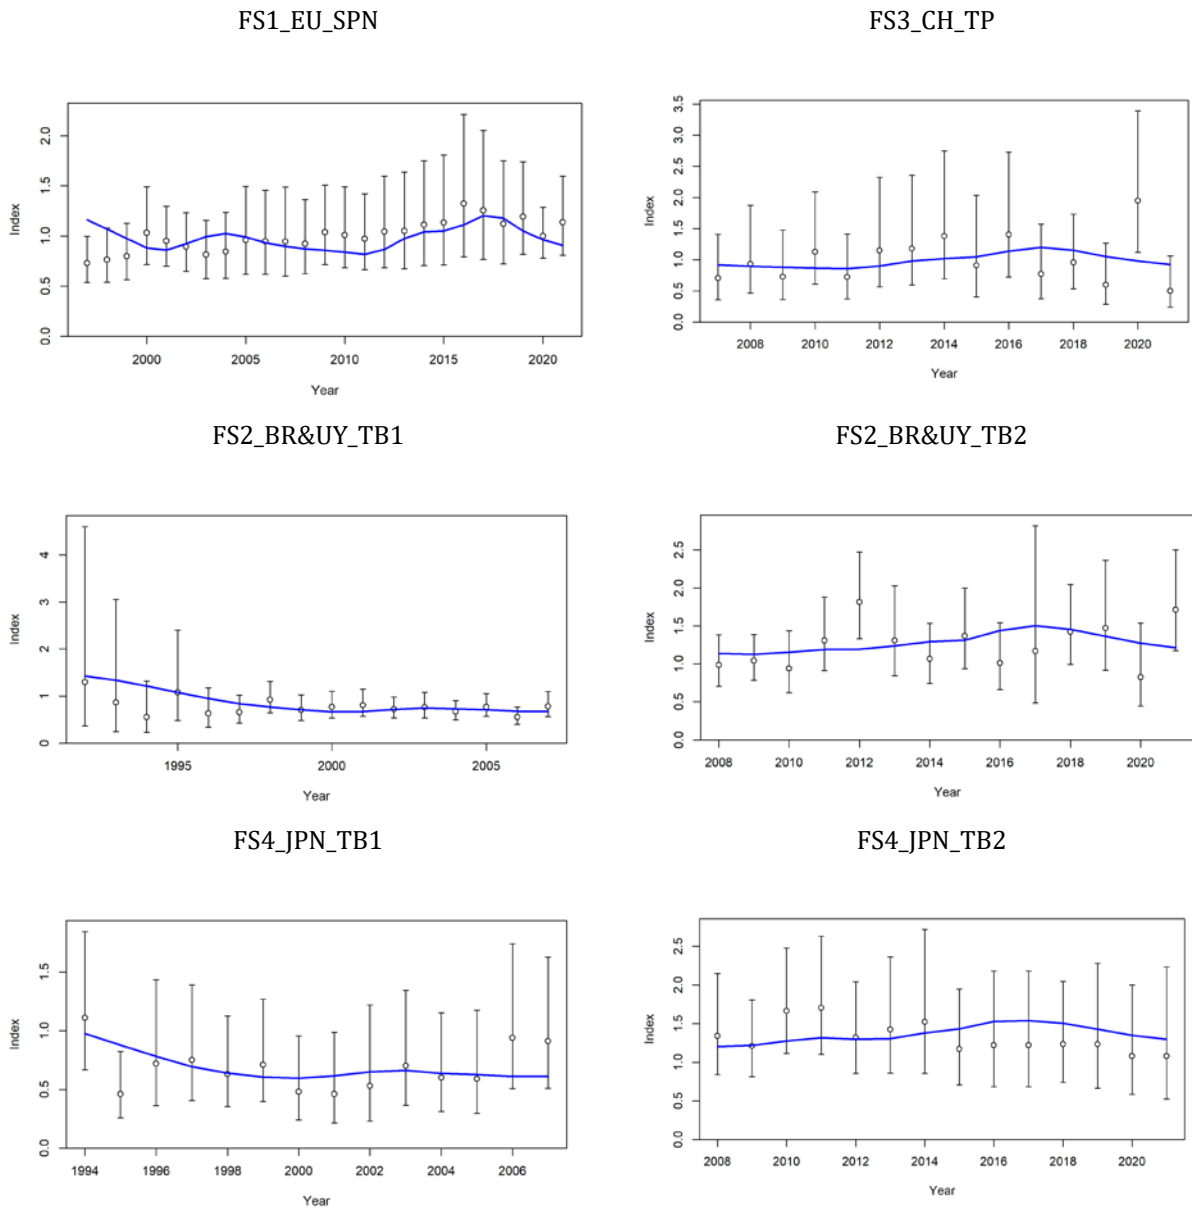 FS1_EU_SPN
2.0
1.5
1.0
0.5
0.0
Index
2000 2005 2010 2015 2020
Year
FS3_CH_TP
3.5
3.0
2.5
2.0
1.5
1.0
0.5
0.0
Index
2008 2010 2012 2014 2016 2018 2020
Year
FS2_BR&UY_TB1
4
3
2
1
0
Index
1995 2000 2005
Year
FS2_BR&UY_TB2
2.5
2.0
1.5
1.0
0.5
0.0
Index
2008 2010 2012 2014 2016 2018 2020
Year
FS4_JPN_TB1
1.5
1.0
0.5
0.0
Index
1994 1996 1998 2000 2002 2004 2006
Year
FS4_JPN_TB2
2.5
2.0
1.5
1.0
0.5
0.0
Index
2008 2010 2012 2014 2016 2018 2020
Year